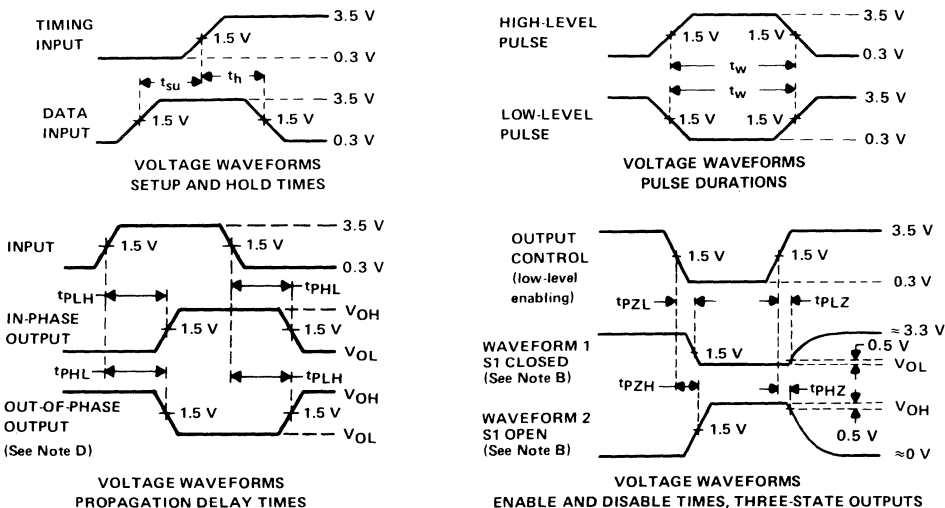 TIMING
INPUT
3.5 V
1.5 V
0.3 V
tsu
th
DATA
INPUT
3.5 V
1.5 V
1.5 V
0.3 V
VOLTAGE WAVEFORMS
SETUP AND HOLD TIMES
HIGH-LEVEL
PULSE
3.5 V
1.5 V
1.5 V
0.3 V
tw
tw
LOW-LEVEL
PULSE
3.5 V
1.5 V
1.5 V
0.3 V
VOLTAGE WAVEFORMS
PULSE DURATIONS
INPUT
3.5 V
1.5 V
1.5 V
0.3 V
tPLH
tPHL
IN-PHASE
OUTPUT
VOH
1.5 V
1.5 V
VOL
tPHL
tPLH
OUT-OF-PHASE
OUTPUT
(See Note D)
VOH
1.5 V
1.5 V
VOL
VOLTAGE WAVEFORMS
PROPAGATION DELAY TIMES
OUTPUT
CONTROL
(low-level
enabling)
3.5 V
1.5 V
1.5 V
0.3 V
tPZL
tPLZ
WAVEFORM 1
S1 CLOSED
(See Note B)
≈3.3 V
0.5 V
1.5 V
VOL
tPZH
tPHZ
WAVEFORM 2
S1 OPEN
(See Note B)
VOH
1.5 V
0.5 V
≈0 V
VOLTAGE WAVEFORMS
ENABLE AND DISABLE TIMES, THREE-STATE OUTPUTS